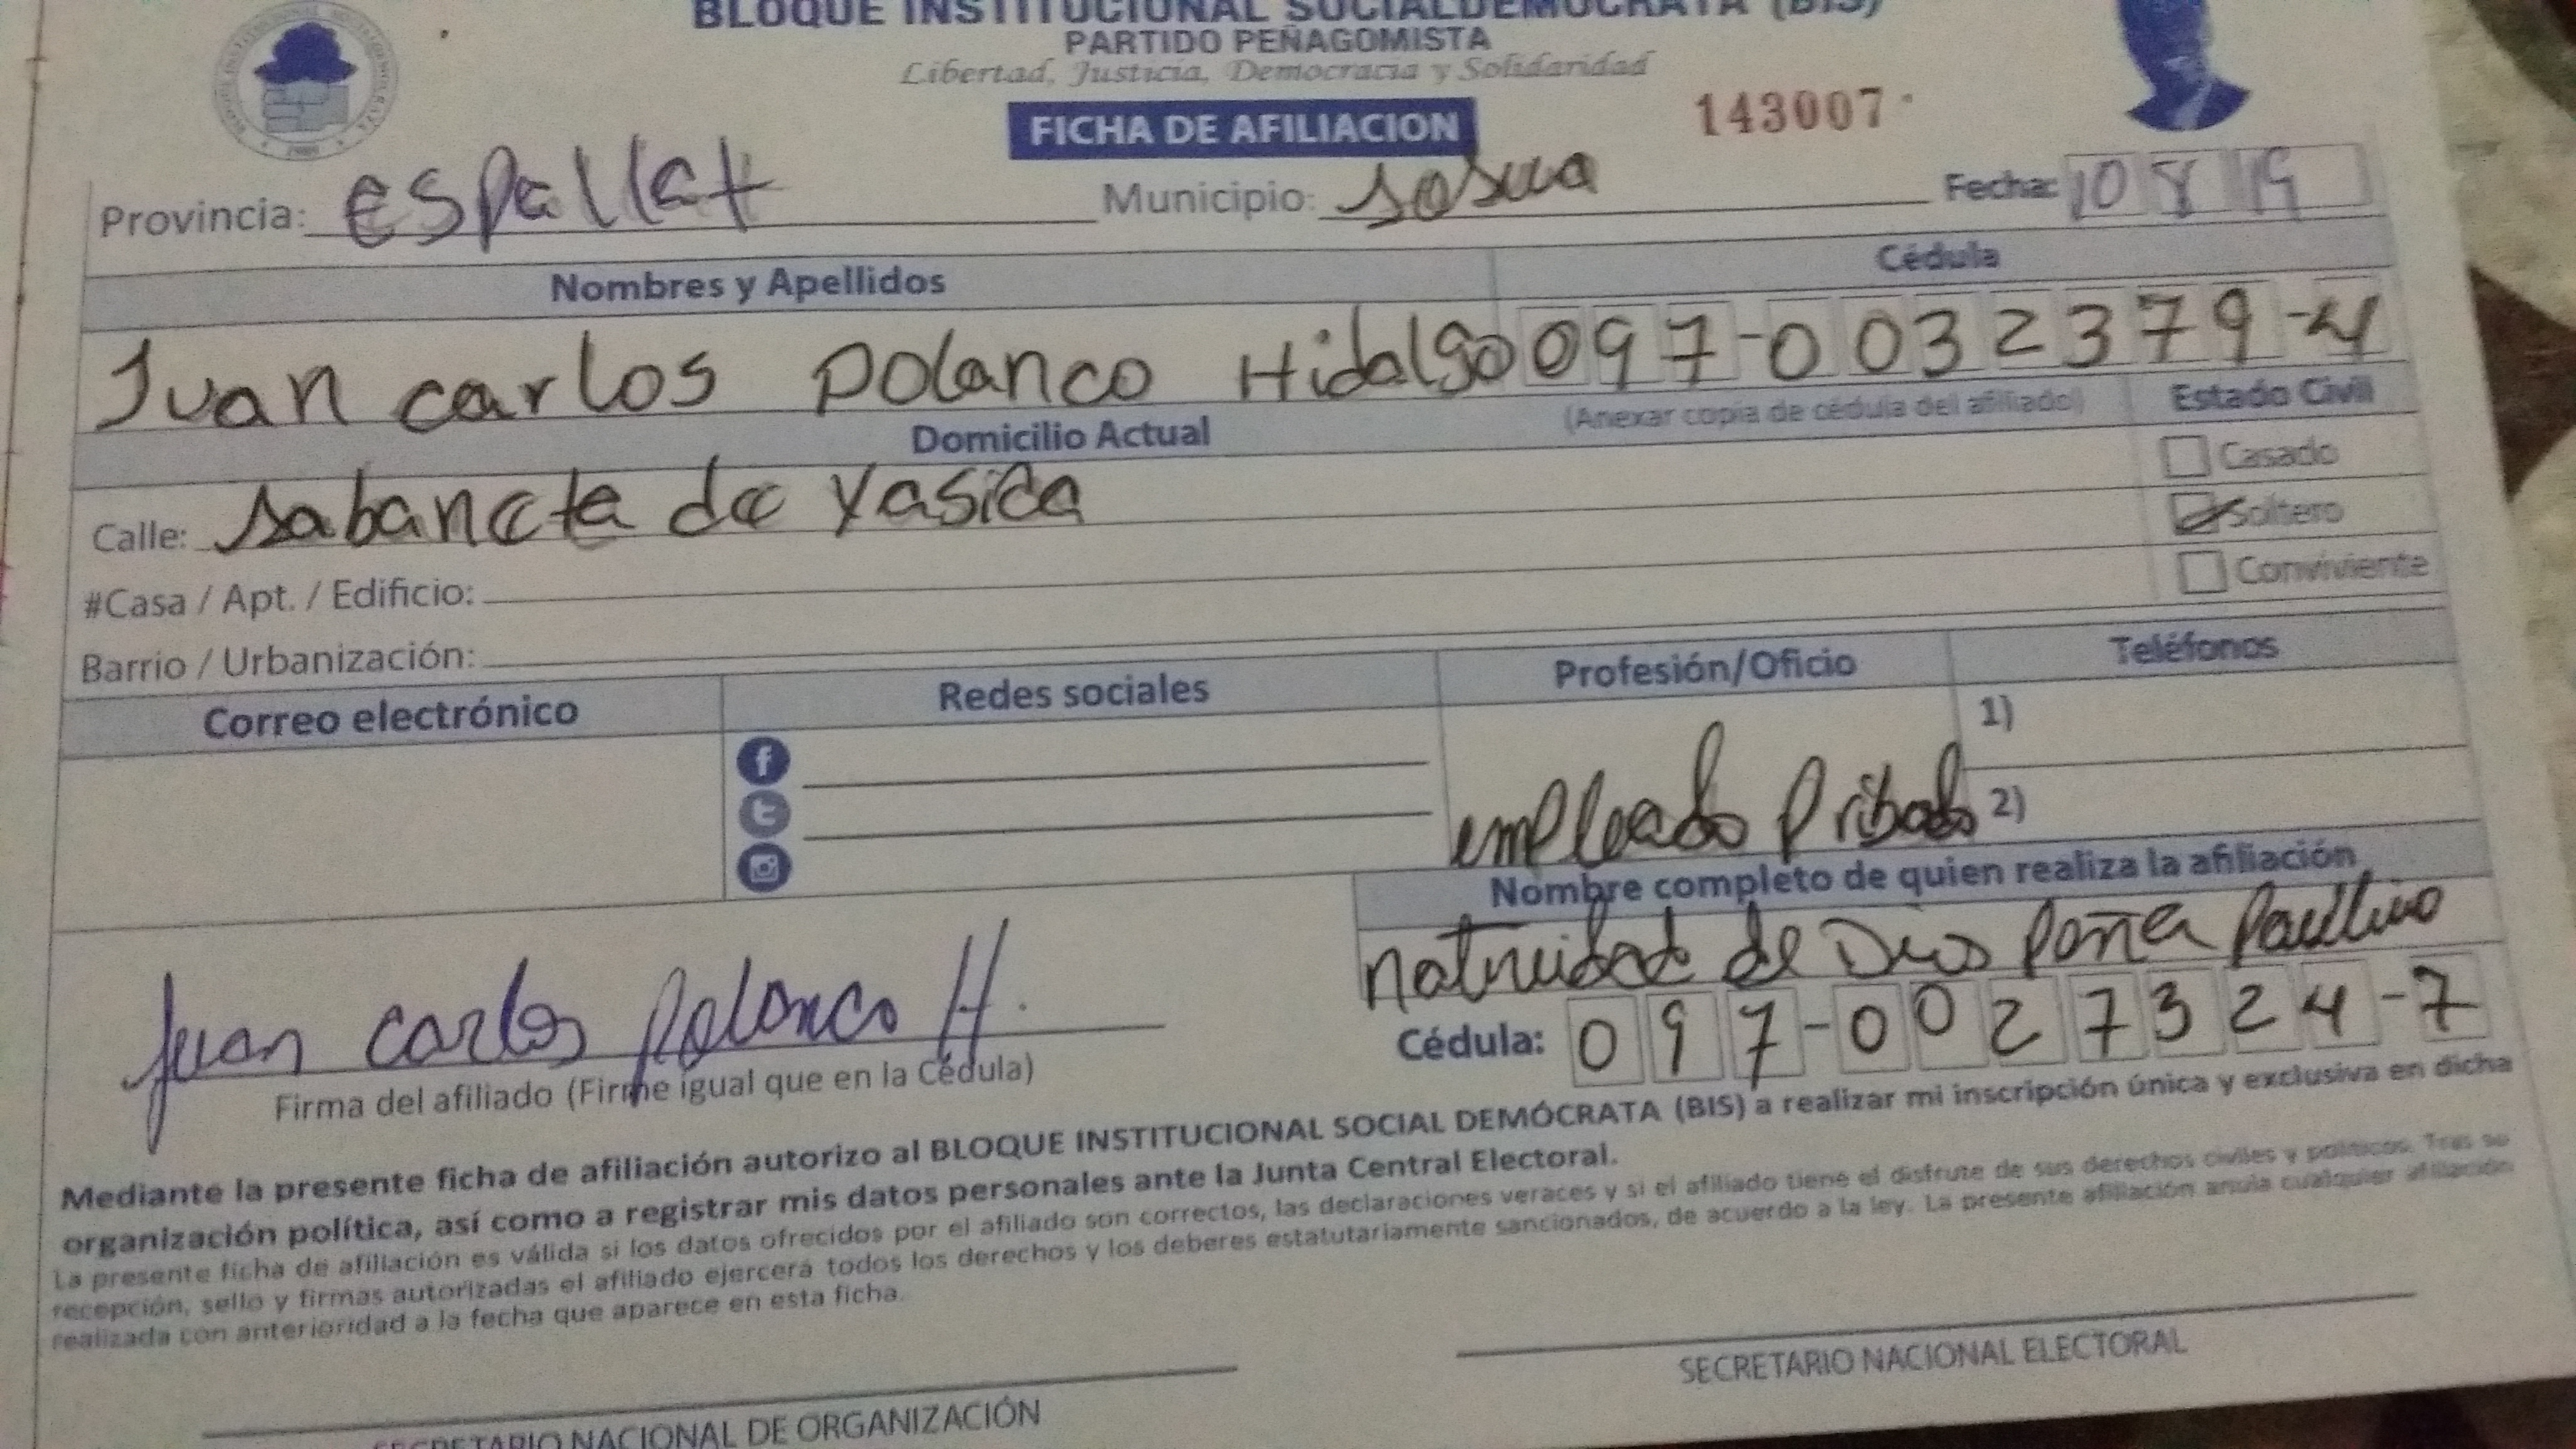 BLOQUE INSTITUCIONAL SOCIALDEMOCRATA (BIS)
PARTIDO PEÑAGOMISTA
Libertad, Justicia, Democracia y Solidaridad
FICHA DE AFILIACION
143007
Provincia: Espallat Municipio: Sosua Fecha: 10 8 19
Nombres y Apellidos Cédula
Juan carlos Polanco Hidalgo 097-0032379-4
(Anexar copia de cédula del afiliado) Estado Civil
Domicilio Actual
Casado
Calle: Sabaneta de Yasica
Soltero
#Casa / Apt. / Edificio:
Conviviente
Barrio / Urbanización:
Correo electrónico Redes sociales Profesión/Oficio Teléfonos
1)
empleado Pribado 2)
Nombre completo de quien realiza la afiliación
natividad de Dios Peña Paulino
Cédula: 097-0027324-7
Juan Carlos Polanco H.
Firma del afiliado (Firme igual que en la Cédula)
Mediante la presente ficha de afiliación autorizo al BLOQUE INSTITUCIONAL SOCIAL DEMÓCRATA (BIS) a realizar mi inscripción única y exclusiva en dicha
organización política, así como a registrar mis datos personales ante la Junta Central Electoral.
La presente ficha de afiliación es válida si los datos ofrecidos por el afiliado son correctos, las declaraciones veraces y si el afiliado tiene el disfrute de sus derechos civiles y políticos. Tras su
recepción, sello y firmas autorizadas el afiliado ejercerá todos los derechos y los deberes estatutariamente sancionados, de acuerdo a la ley. La presente afiliación anula cualquier afiliación
realizada con anterioridad a la fecha que aparece en esta ficha.
SECRETARIO NACIONAL ELECTORAL
SECRETARIO NACIONAL DE ORGANIZACIÓN